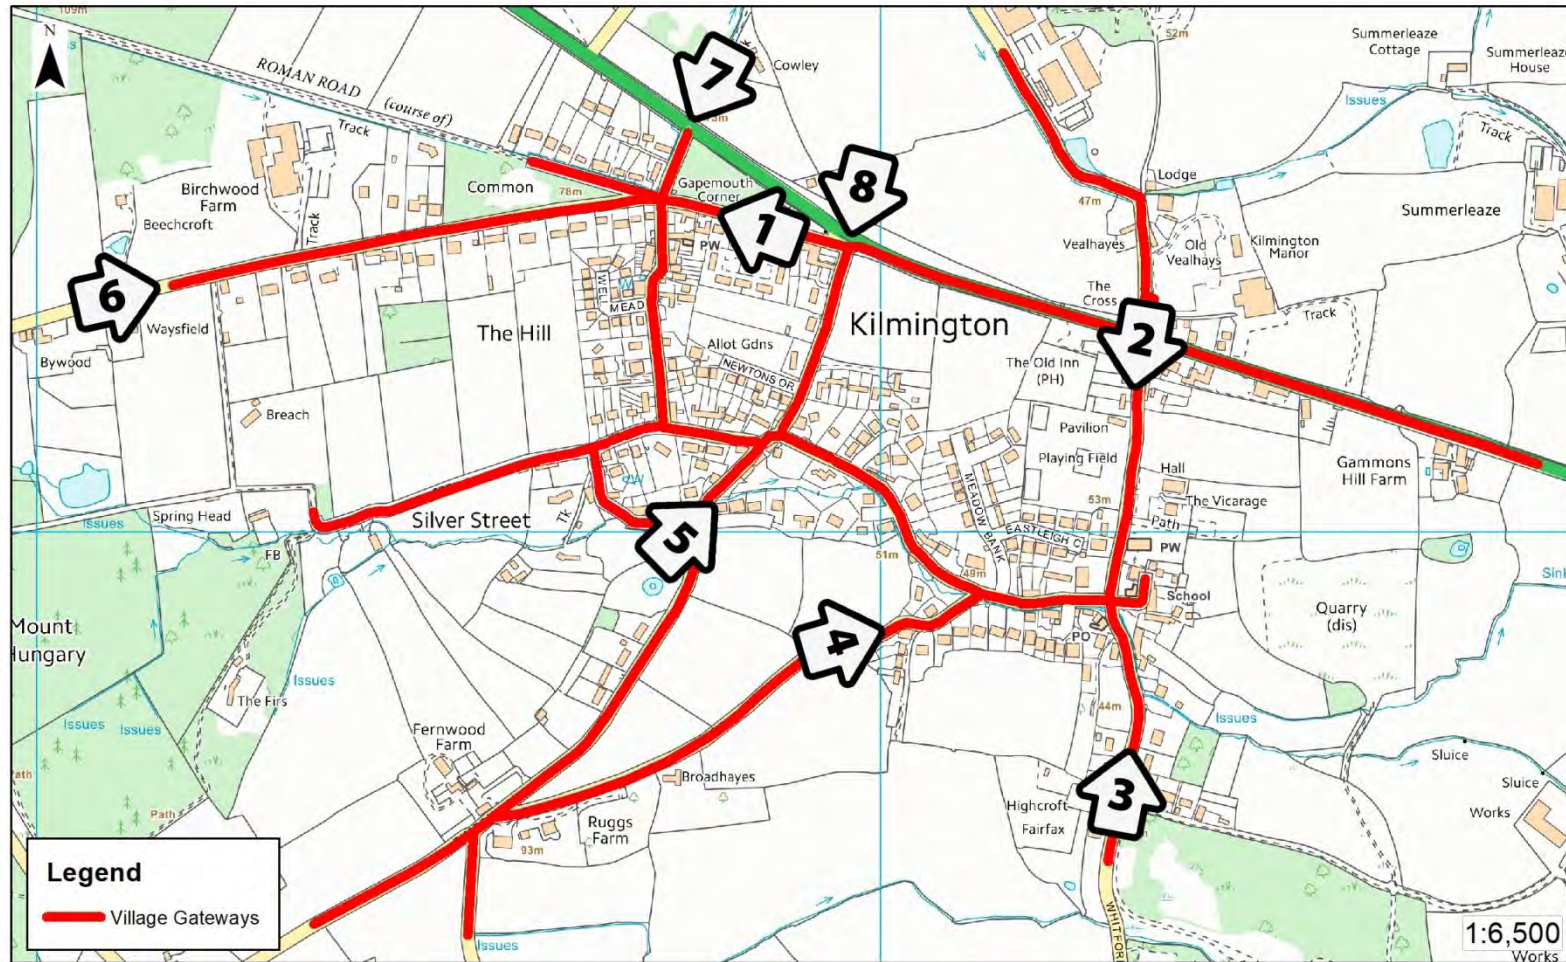 109m
N
ROMAN ROAD
(course of)
Track
Cowley
7
73m
52m
Summerleaze
Cottage
Summerleaze
House
Issues
Track
Birchwood
Farm
Beechcroft
Track
Common
78m
Gapemouth
Corner
8
1
PW
47m
Lodge
Vealhayes
Old
Vealhays
Kilmington
Manor
Summerleaze
6
Waysfield
Bywood
The Hill
WELL
MEAD
W
Kilmington
The
Cross
2
Track
Allot Gdns
NEWTONS DR
The Old Inn
(PH)
Breach
Pavilion
Playing Field
Hall
The Vicarage
Path
PW
53m
Gammons
Hill Farm
MEADOW BANK
EASTLEIGH C
W
Issues
Spring Head
FB
Silver Street
Tk
5
51m
49m
School
PO
Quarry
(dis)
Mount
Hungary
The Firs
Issues
Issues
Issues
4
44m
Issues
Fernwood
Farm
Broadhayes
Ruggs
Farm
93m
Path
3
Highcroft
Fairfax
Sluice
Sluice
Works
Legend
Village Gateways
Issues
WHITFOR
1:6,500
Works